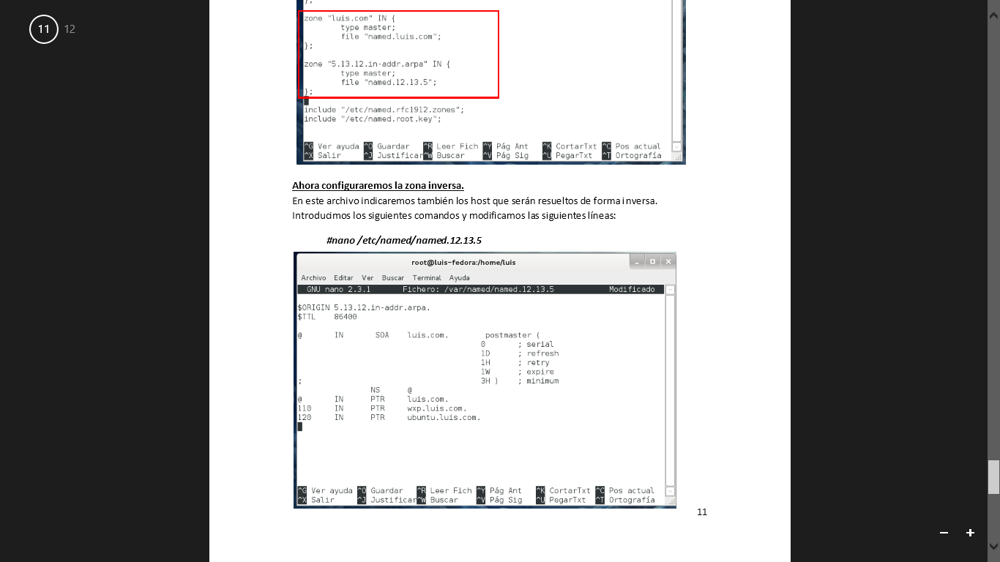 11 12
};
zone "luis.com" IN {
type master;
file "named.luis.com";
};
zone "5.13.12.in-addr.arpa" IN {
type master;
file "named.12.13.5";
};
include "/etc/named.rfc1912.zones";
include "/etc/named.root.key";
^G Ver ayuda ^O Guardar ^R Leer Fich ^Y Pág Ant ^K CortarTxt ^C Pos actual
^X Salir ^J Justificar ^W Buscar ^V Pág Sig ^U PegarTxt ^T Ortografía
Ahora configuraremos la zona inversa.
En este archivo indicaremos también los host que serán resueltos de forma inversa.
Introducimos los siguientes comandos y modificamos las siguientes líneas:
#nano /etc/named/named.12.13.5
root@luis-fedora:/home/luis
Archivo Editar Ver Buscar Terminal Ayuda
GNU nano 2.3.1 Fichero: /var/named/named.12.13.5 Modificado
$ORIGIN 5.13.12.in-addr.arpa.
$TTL 86400
@ IN SOA luis.com. postmaster (
0 ; serial
1D ; refresh
1H ; retry
1W ; expire
; 3H ) ; minimum
NS @
@ IN PTR luis.com.
110 IN PTR wxp.luis.com.
120 IN PTR ubuntu.luis.com.
^G Ver ayuda ^O Guardar ^R Leer Fich ^Y Pág Ant ^K CortarTxt ^C Pos actual
^X Salir ^J Justificar ^W Buscar ^V Pág Sig ^U PegarTxt ^T Ortografía
11